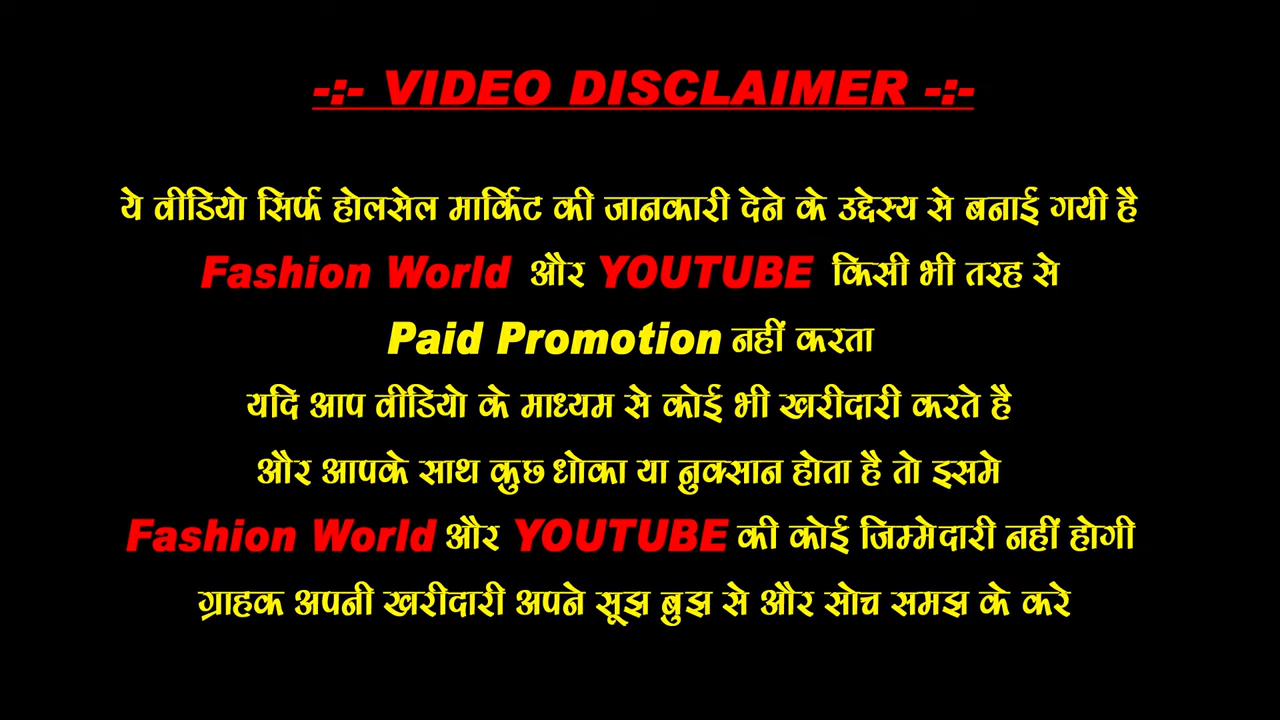 -:- VIDEO DISCLAIMER -:-
ये वीडियो सिर्फ होलसेल मार्किट की जानकारी देने के उद्देस्य से बनाई गयी है
Fashion World और YOUTUBE किसी भी तरह से
Paid Promotion नहीं करता
यदि आप वीडियो के माध्यम से कोई भी खरीदारी करते है
और आपके साथ कुछ धोका या नुक्सान होता है तो इसमे
Fashion World और YOUTUBE की कोई जिम्मेदारी नहीं होगी
ग्राहक अपनी खरीदारी अपने सूझ बुझ से और सोच समझ के करे